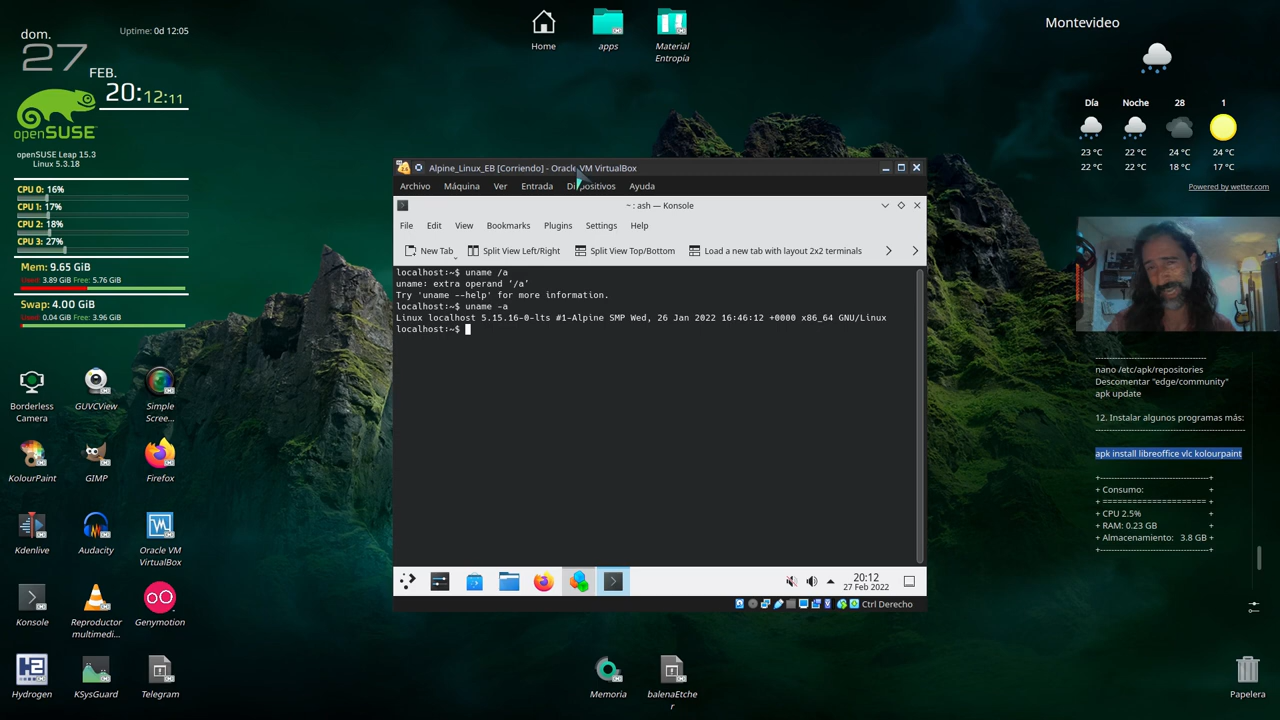 dom.
27
FEB.
20:12:11
Uptime: 0d 12:05
openSUSE
openSUSE Leap 15.3
Linux 5.3.18
CPU 0: 16%
CPU 1: 17%
CPU 2: 18%
CPU 3: 27%
Mem: 9.65 GiB
Used: 3.89 GiB Free: 5.76 GiB
Swap: 4.00 GiB
Used: 0.04 GiB Free: 3.96 GiB
Borderless
Camera
GUVCView
Simple
Scree...
KolourPaint
GIMP
Firefox
Kdenlive
Audacity
Oracle VM
VirtualBox
Konsole
Reproductor
multimedi...
Genymotion
Hydrogen
KSysGuard
Telegram
Home
apps
Material
Entropía
Alpine_Linux_EB [Corriendo] - Oracle VM VirtualBox
Archivo Máquina Ver Entrada Dispositivos Ayuda
~ : ash — Konsole
File Edit View Bookmarks Plugins Settings Help
New Tab Split View Left/Right Split View Top/Bottom Load a new tab with layout 2x2 terminals
localhost:~$ uname /a
uname: extra operand '/a'
Try 'uname --help' for more information.
localhost:~$ uname -a
Linux localhost 5.15.16-0-lts #1-Alpine SMP Wed, 26 Jan 2022 16:46:12 +0000 x86_64 GNU/Linux
localhost:~$
20:12
27 Feb 2022
Ctrl Derecho
Memoria
balenaEtche
r
Montevideo
Día Noche 28 1
23 °C 22 °C 24 °C 24 °C
22 °C 22 °C 18 °C 17 °C
Powered by wetter.com
-------------------------------------
nano /etc/apk/repositories
Descomentar "edge/community"
apk update
12. Instalar algunos programas más:
--------------------------------------------------
apk install libreoffice vlc kolourpaint
+-------------------------------------+
+ Consumo: +
+ ===================== +
+ CPU 2.5% +
+ RAM: 0.23 GB +
+ Almacenamiento: 3.8 GB +
+-------------------------------------+
Papelera